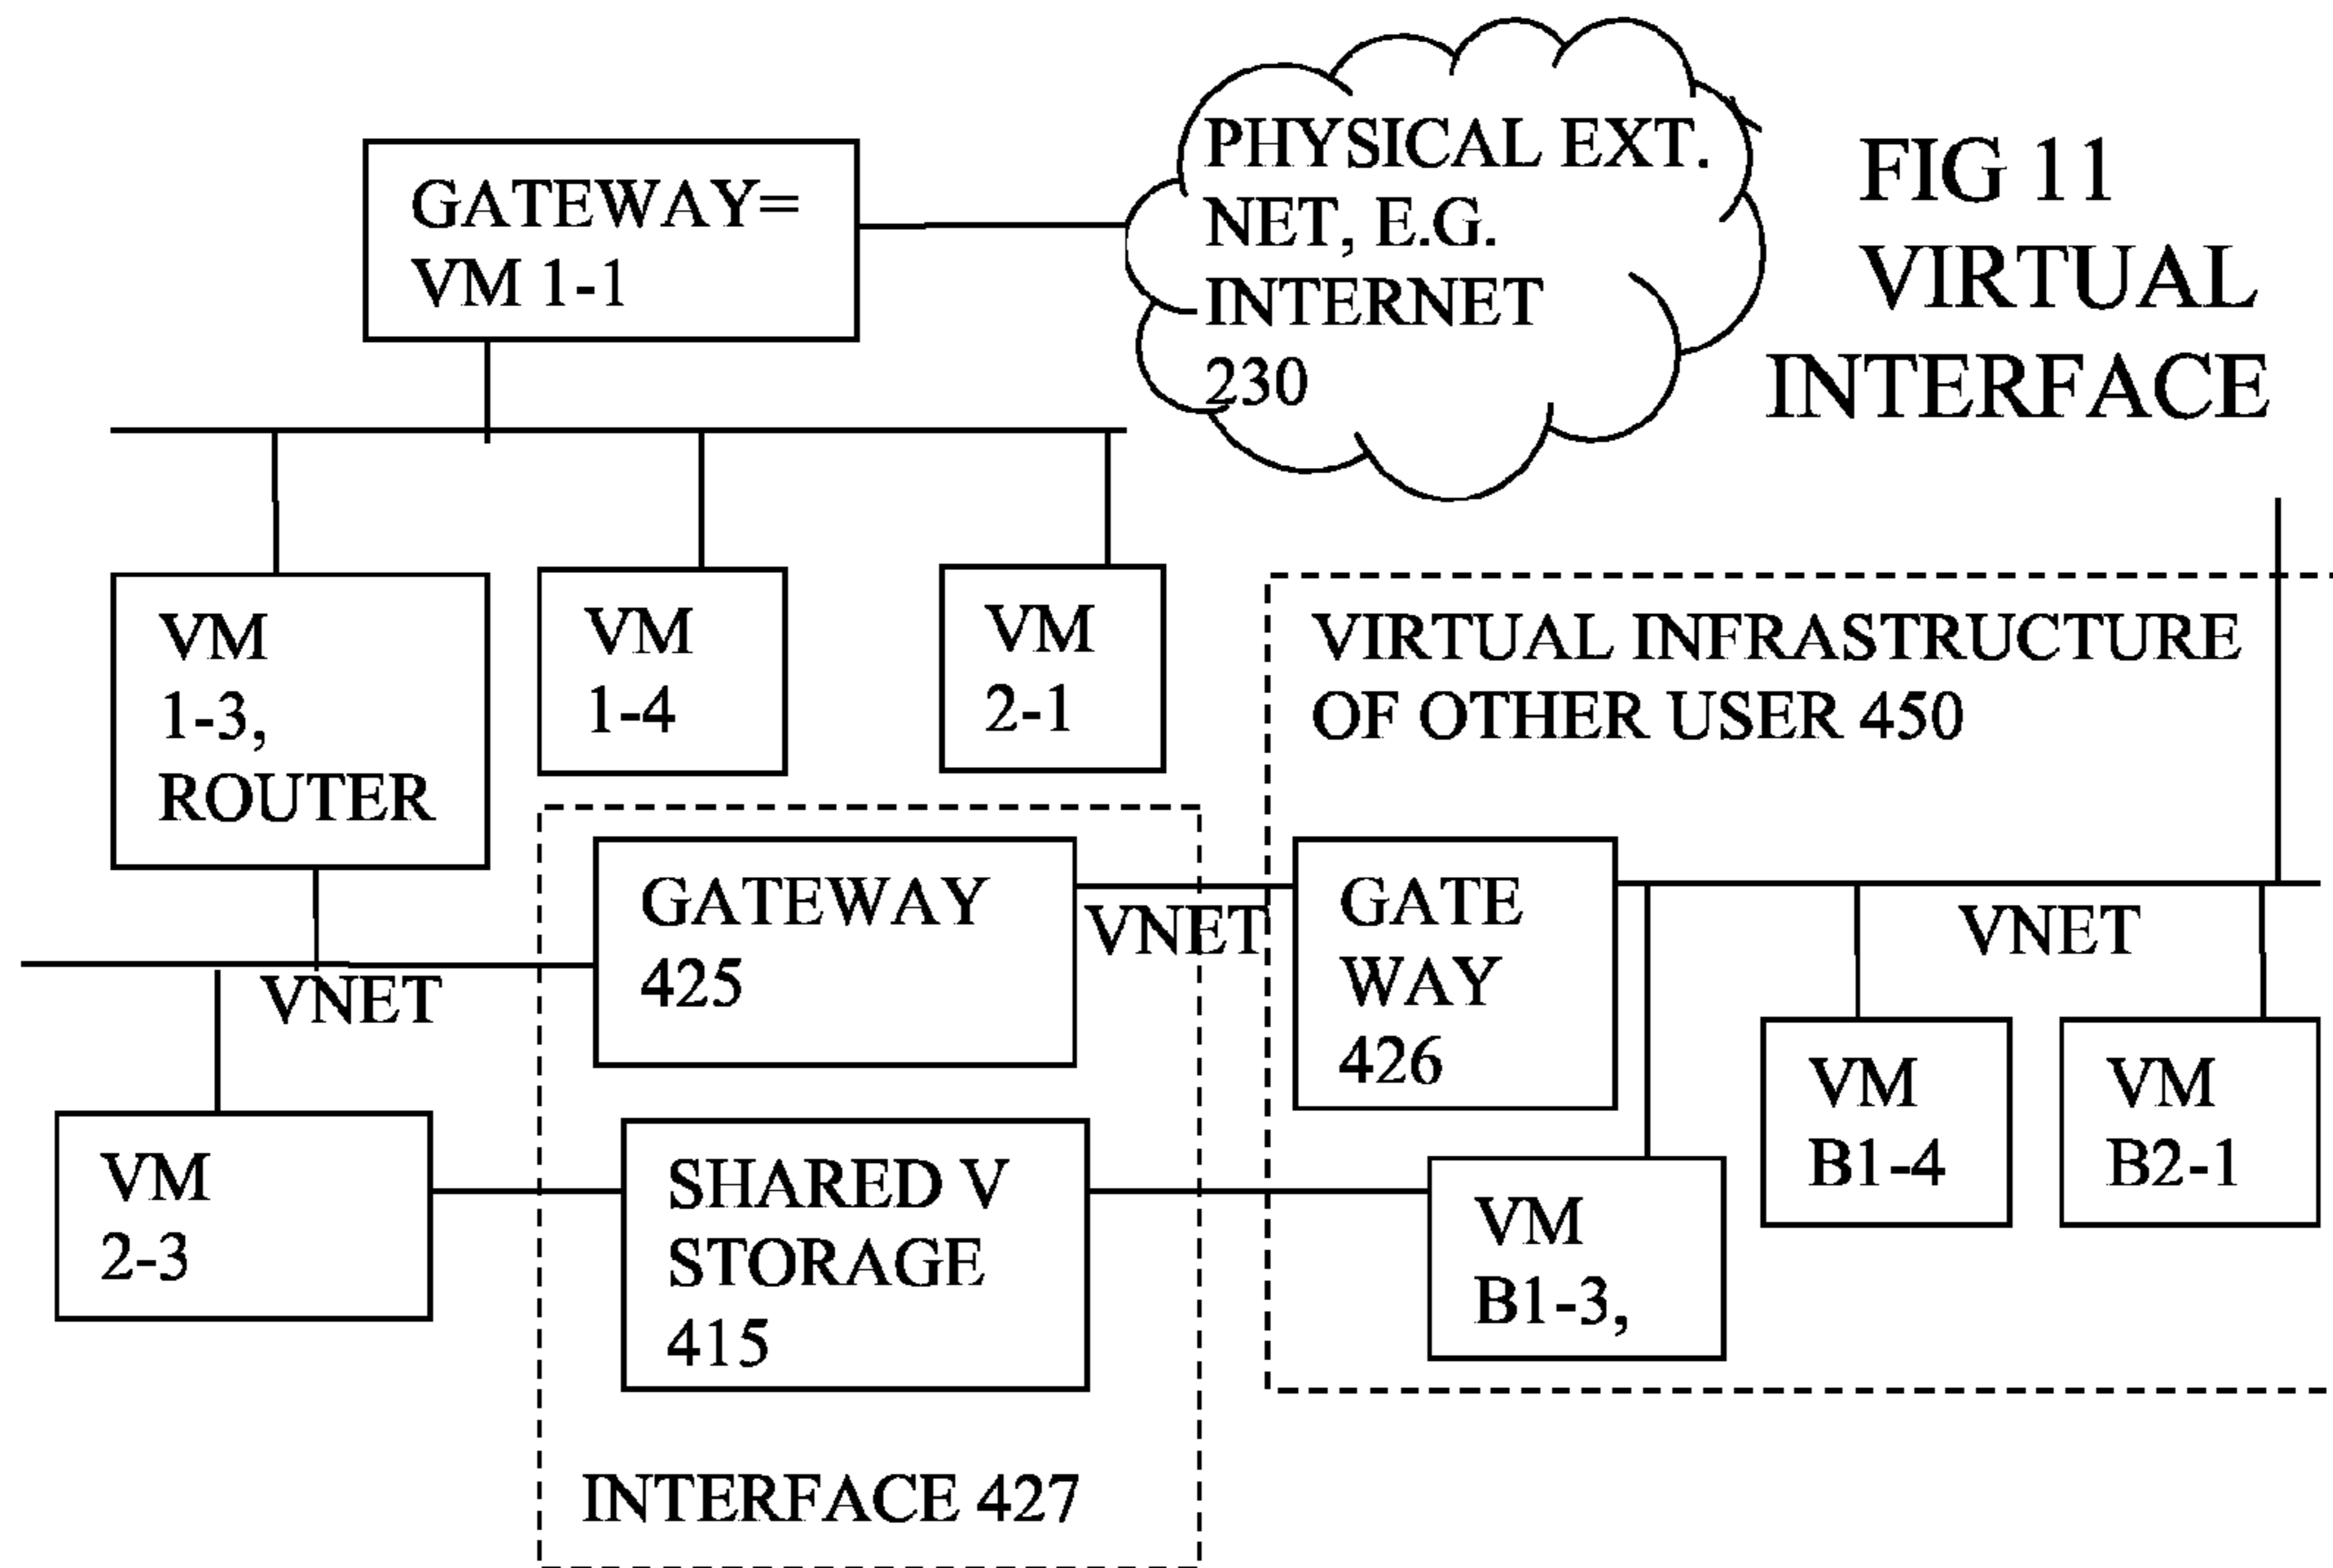 GATEWAY=
VM 1-1
PHYSICAL EXT.
NET, E.G.
INTERNET
230
FIG 11
VIRTUAL
INTERFACE
VM
1-3,
ROUTER
VM
1-4
VM
2-1
VIRTUAL INFRASTRUCTURE
OF OTHER USER 450
GATEWAY
425
VNET
GATE
WAY
426
VNET
VNET
VM
B1-4
VM
B2-1
VM
2-3
SHARED V
STORAGE
415
VM
B1-3,
INTERFACE 427